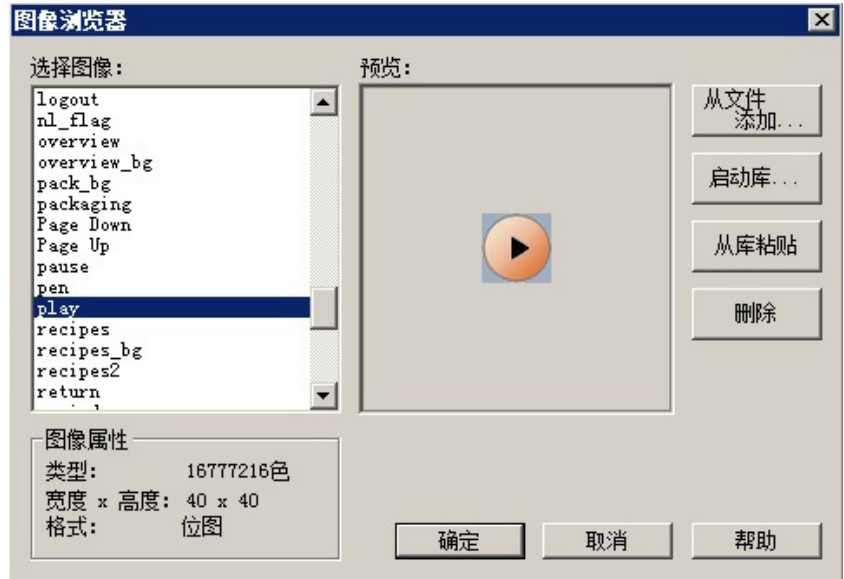 图像浏览器
选择图像:
预览:
logout
nl_flag
overview
overview_bg
pack_bg
packaging
Page Down
Page Up
pause
pen
play
recipes
recipes_bg
recipes2
return
从文件
添加...
启动库...
从库粘贴
删除
图像属性
类型: 16777216色
宽度 x 高度: 40 x 40
格式: 位图
确定
取消
帮助